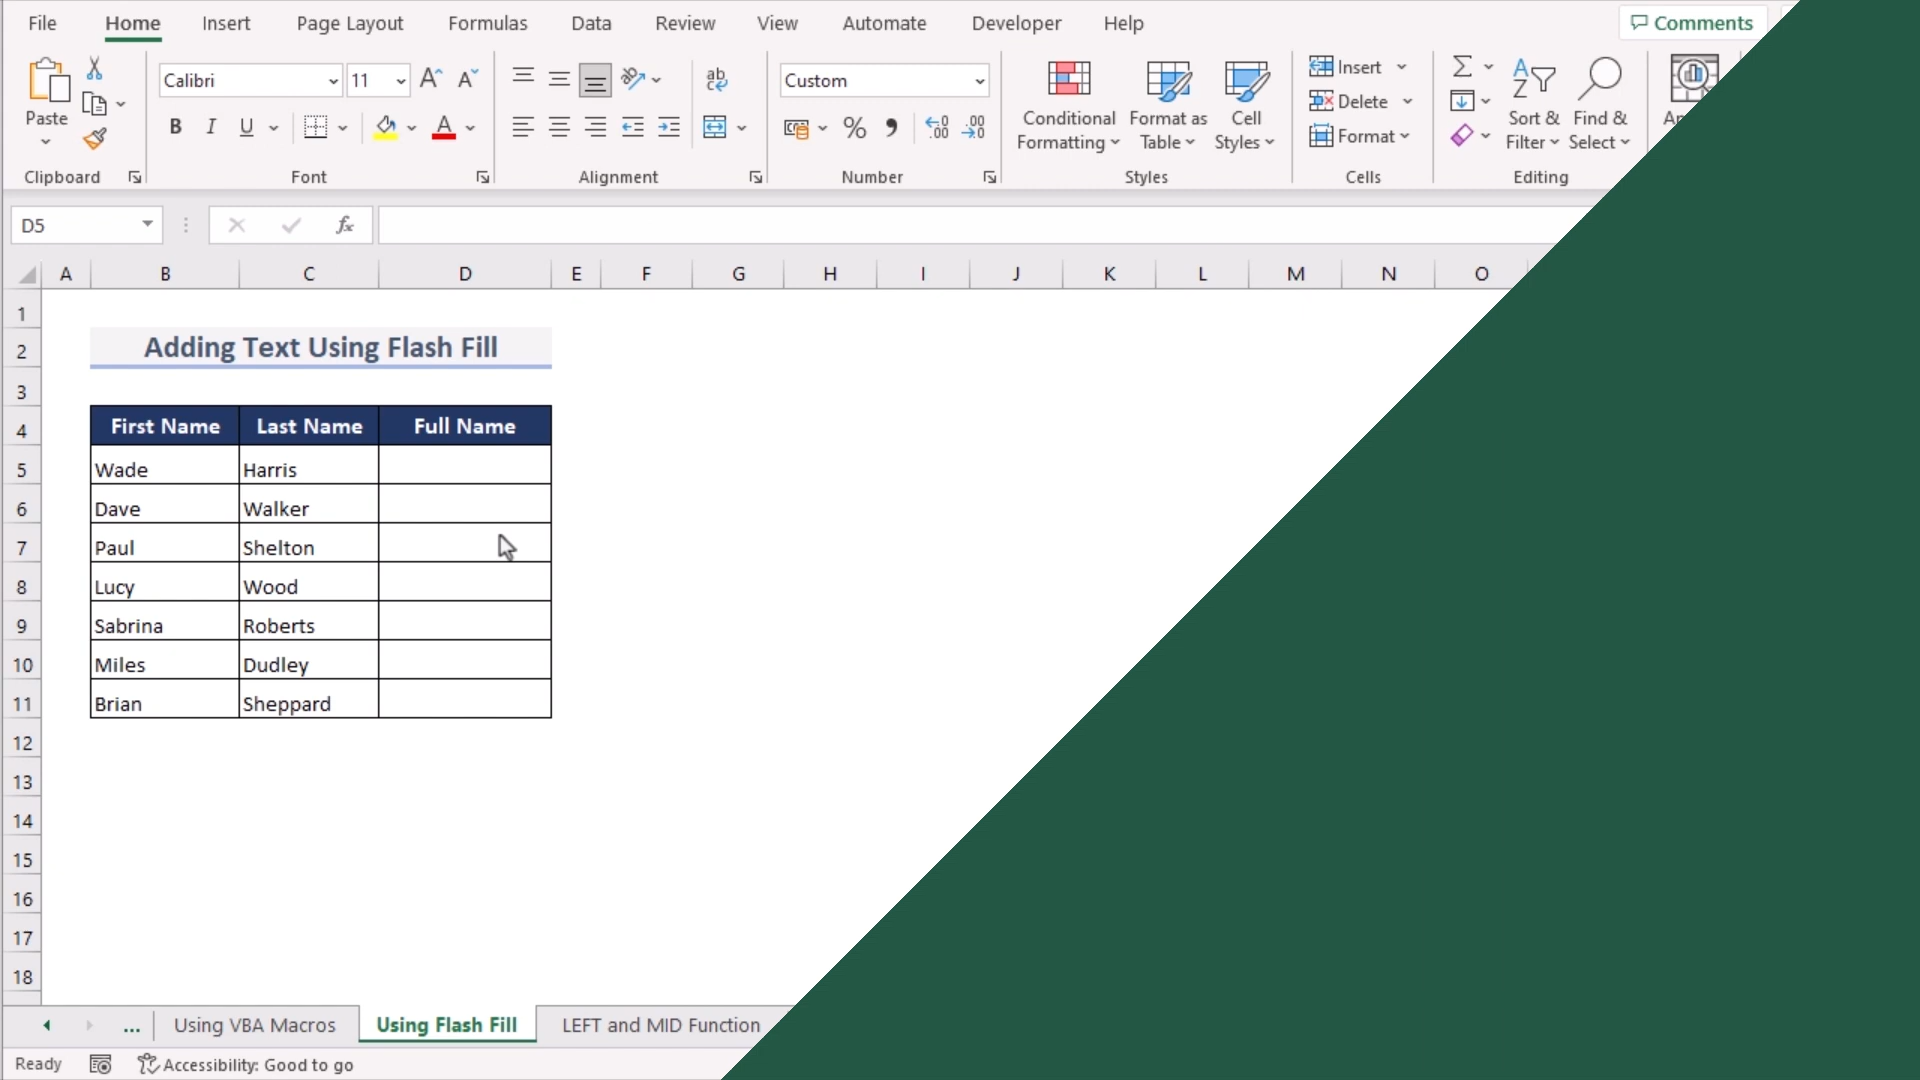 File Home Insert Page Layout Formulas Data Review View Automate Developer Help Comments
Paste Calibri 11 Custom Conditional Formatting Format as Table Cell Styles Insert Delete Format Sort & Filter Find & Select
B I U
Clipboard Font Alignment Number Styles Cells Editing
D5 fx
A B C D E F G H I J K L M N O
1
2 Adding Text Using Flash Fill
3
4 First Name Last Name Full Name
5 Wade Harris
6 Dave Walker
7 Paul Shelton
8 Lucy Wood
9 Sabrina Roberts
10 Miles Dudley
11 Brian Sheppard
12
13
14
15
16
17
18
... Using VBA Macros Using Flash Fill LEFT and MID Function
Ready Accessibility: Good to go